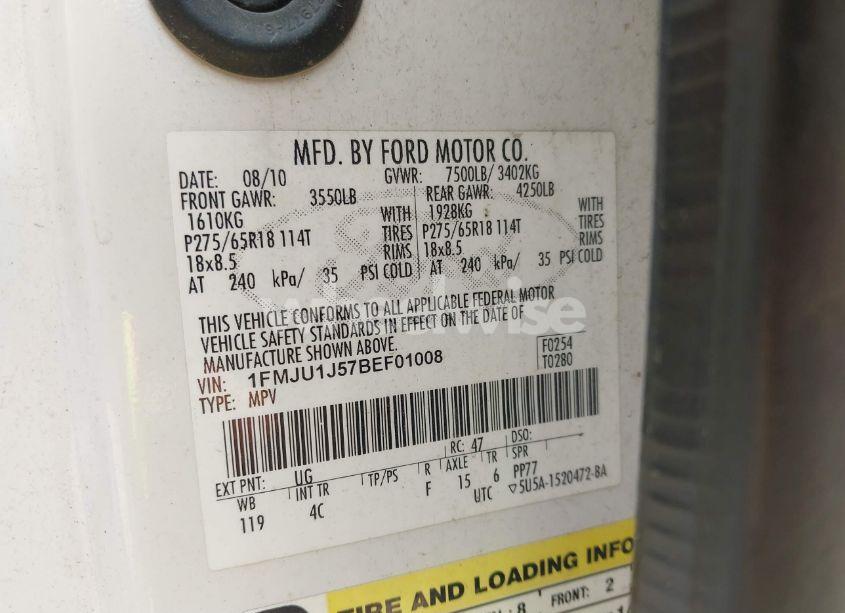 MFD. BY FORD MOTOR CO.
DATE: 08/10 GVWR: 7500LB/ 3402KG
FRONT GAWR: 3550LB REAR GAWR: 4250LB
1610KG WITH 1928KG WITH
P275/65R18 114T TIRES P275/65R18 114T TIRES
18x8.5 RIMS 18x8.5 RIMS
AT 240 kPa/ 35 PSI COLD AT 240 kPa/ 35 PSI COLD
THIS VEHICLE CONFORMS TO ALL APPLICABLE FEDERAL MOTOR
VEHICLE SAFETY STANDARDS IN EFFECT ON THE DATE OF
MANUFACTURE SHOWN ABOVE.
VIN: 1FMJU1J57BEF01008
TYPE: MPV
F0254
T0280
EXT PNT: UG RC: 47 DSO:
WB INT TR TP/PS R AXLE TR SPR
119 4C F 15 6 PP77
UTC ▽5U5A-1520472-BA
TIRE AND LOADING INFO
FRONT: 2